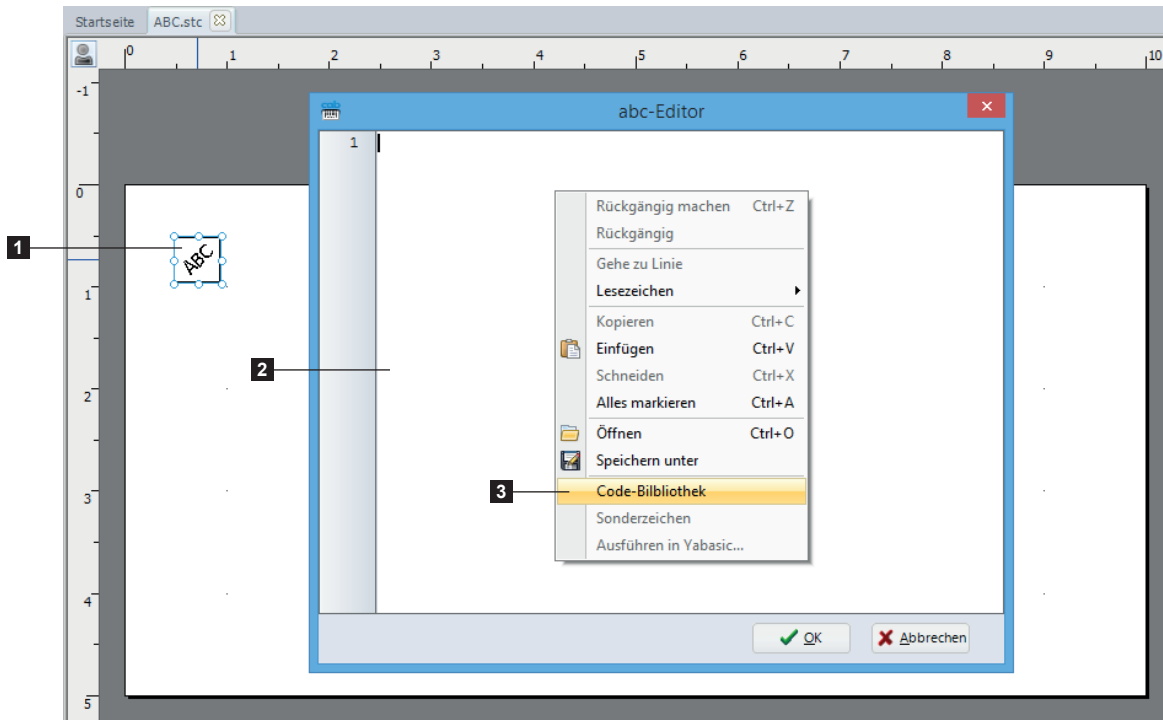 Startseite ABC.stc
0 1 2 3 4 5 6 7 8 9 10
-1
cab abc-Editor
1
0
Rückgängig machen Ctrl+Z
Rückgängig
1 ABC
Gehe zu Linie
1
Lesezeichen
Kopieren Ctrl+C
Einfügen Ctrl+V
2
Schneiden Ctrl+X
2
Alles markieren Ctrl+A
Öffnen Ctrl+O
Speichern unter
3 Code-Bilbliothek
3
Sonderzeichen
Ausführen in Yabasic...
4
OK Abbrechen
5